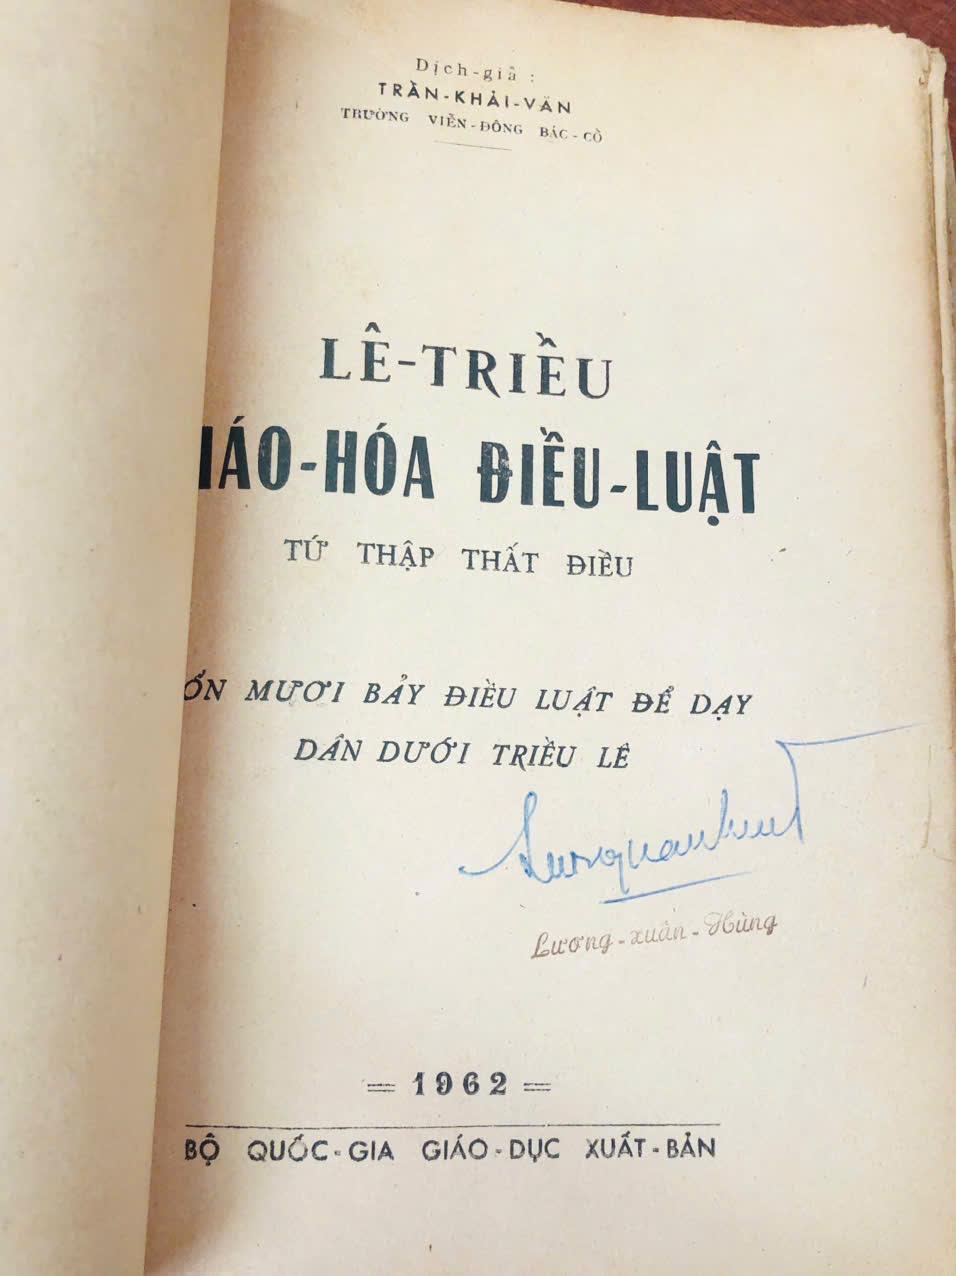 Dịch-giả :
TRẦN-KHẢI-VĂN
TRƯỜNG VIỄN-ĐÔNG BÁC-CỔ
LÊ-TRIỀU
IÁO-HÓA ĐIỀU-LUẬT
TỨ THẬP THẤT ĐIỀU
ỐN MƯƠI BẢY ĐIỀU LUẬT ĐỂ DẠY
DÂN DƯỚI TRIỀU LÊ
Lương-xuân-Hùng
= 1962 =
BỘ QUỐC-GIA GIÁO-DỤC XUẤT-BẢN